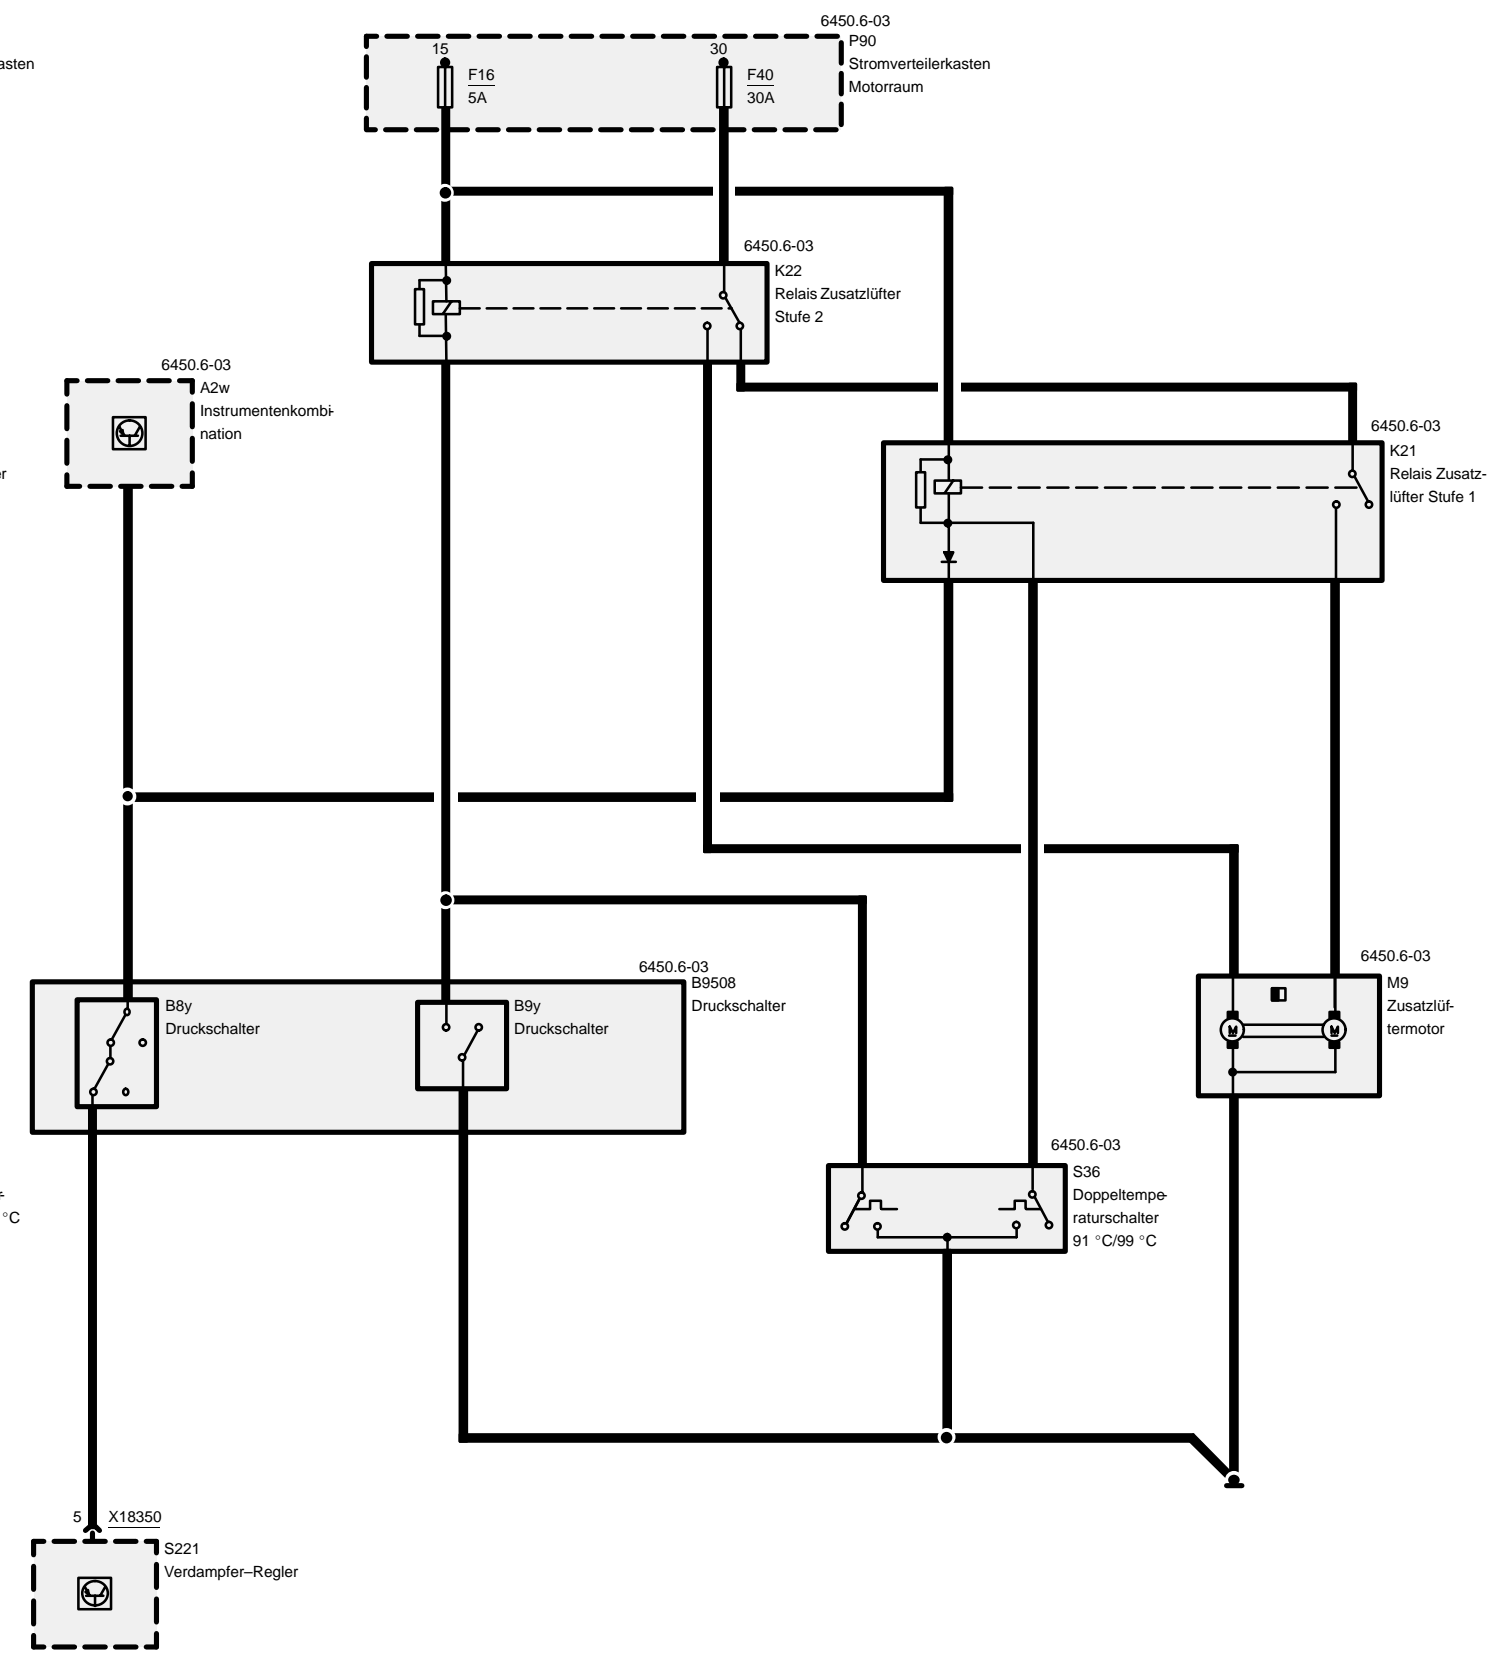 6450.6-03
P90
Stromverteilerkasten
Motorraum
15
30
F16
5A
F40
30A
asten
6450.6-03
K22
Relais Zusatzlüfter
Stufe 2
6450.6-03
A2w
Instrumentenkombi-
nation
6450.6-03
K21
Relais Zusatz-
lüfter Stufe 1
er
6450.6-03
B9508
Druckschalter
B8y
Druckschalter
B9y
Druckschalter
6450.6-03
M9
Zusatzlüf-
termotor
M
M
6450.6-03
S36
Doppeltempe-
raturschalter
91 °C/99 °C
°C
5
X18350
S221
Verdampfer–Regler